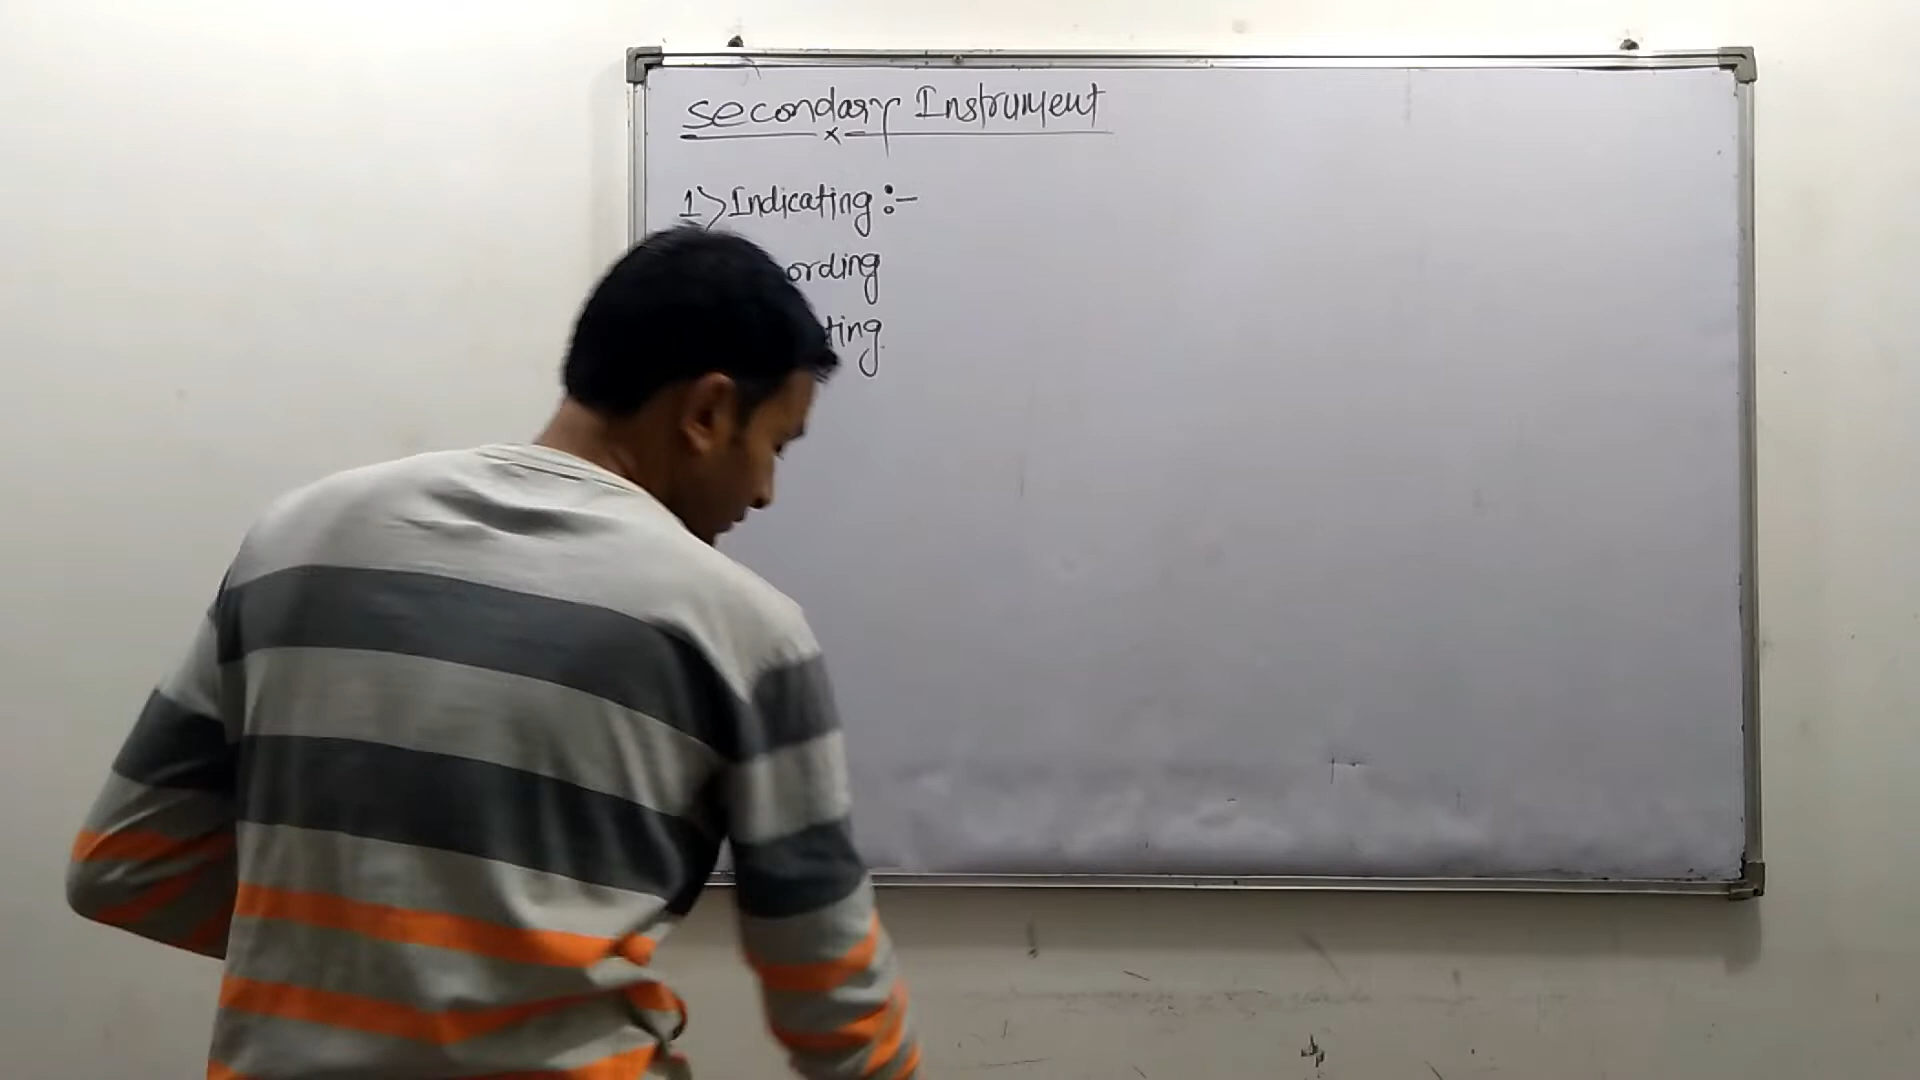 Secondary Instrument
1> Indicating :-
ording
ting